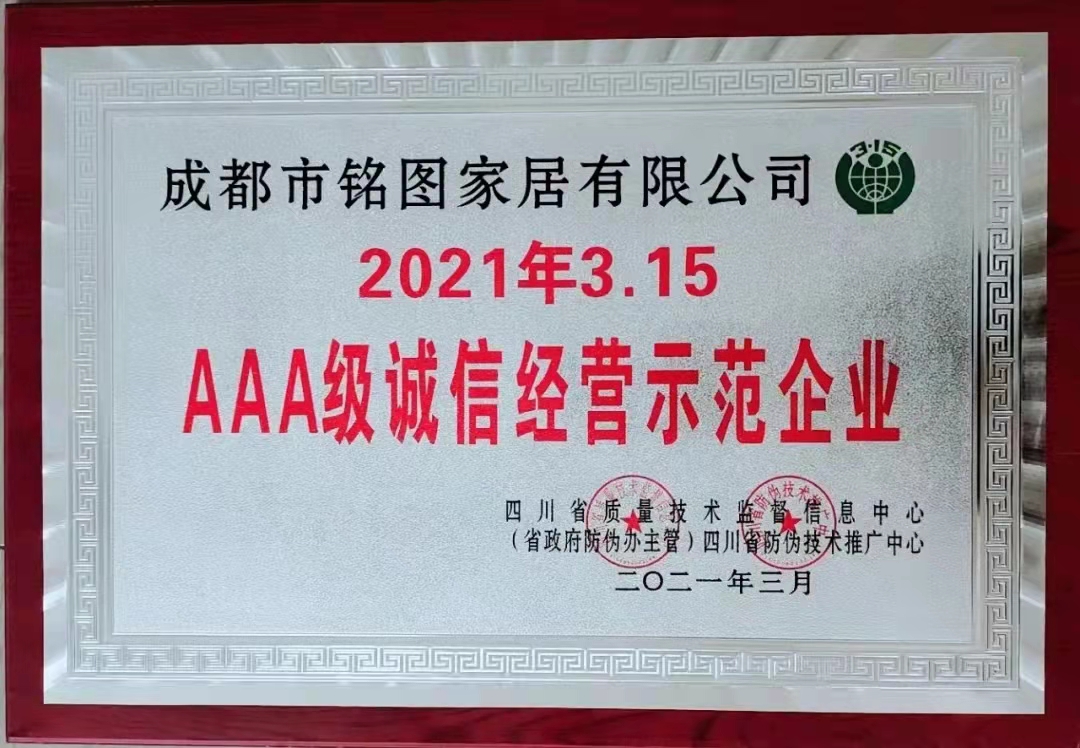 成都市铭图家居有限公司
3·15
2021年3.15
AAA级诚信经营示范企业
四川省质量技术监督信息中心
（省政府防伪办主管）四川省防伪技术推广中心
二〇二一年三月